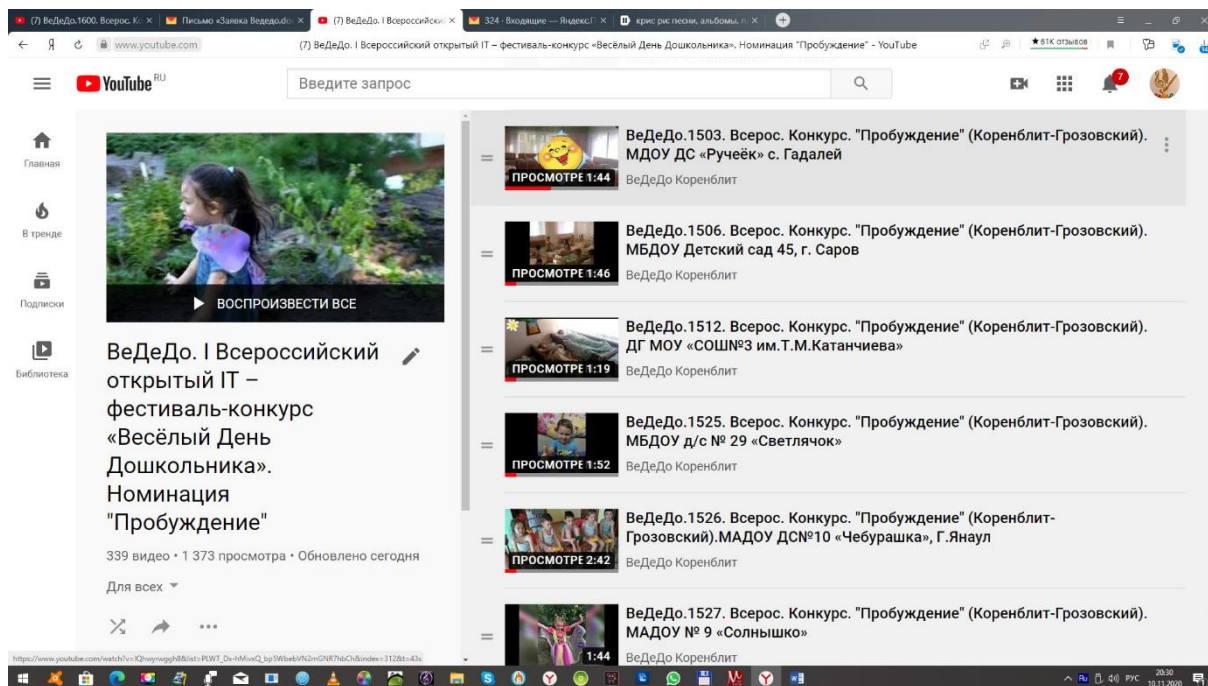 (7) ВеДеДо.1600. Всерос. Ко
Письмо «Заявка Ведедо.do
(7) ВеДеДо. I Всероссийски
324 · Входящие — Яндекс.П
крис ри: песни, альбомы, п
www.youtube.com
(7) ВеДеДо. I Всероссийский открытый IT – фестиваль-конкурс «Весёлый День Дошкольника». Номинация "Пробуждение" - YouTube
★ 61K отзывов
YouTube RU
Введите запрос
7
Главная
В тренде
Подписки
Библиотека
ВОСПРОИЗВЕСТИ ВСЕ
ВеДеДо. I Всероссийский
открытый IT –
фестиваль-конкурс
«Весёлый День
Дошкольника».
Номинация
"Пробуждение"
339 видео • 1 373 просмотра • Обновлено сегодня
Для всех
ПРОСМОТРЕ 1:44
ВеДеДо.1503. Всерос. Конкурс. "Пробуждение" (Коренблит-Грозовский).
МДОУ ДС «Ручеёк» с. Гадалей
ВеДеДо Коренблит
ПРОСМОТРЕ 1:46
ВеДеДо.1506. Всерос. Конкурс. "Пробуждение" (Коренблит-Грозовский).
МБДОУ Детский сад 45, г. Саров
ВеДеДо Коренблит
ПРОСМОТРЕ 1:19
ВеДеДо.1512. Всерос. Конкурс. "Пробуждение" (Коренблит-Грозовский).
ДГ МОУ «СОШ№3 им.Т.М.Катанчиева»
ВеДеДо Коренблит
ПРОСМОТРЕ 1:52
ВеДеДо.1525. Всерос. Конкурс. "Пробуждение" (Коренблит-Грозовский).
МБДОУ д/с № 29 «Светлячок»
ВеДеДо Коренблит
ПРОСМОТРЕ 2:42
ВеДеДо.1526. Всерос. Конкурс. "Пробуждение" (Коренблит-
Грозовский).МАДОУ ДС№10 «Чебурашка», Г.Янаул
ВеДеДо Коренблит
1:44
ВеДеДо.1527. Всерос. Конкурс. "Пробуждение" (Коренблит-Грозовский).
МАДОУ № 9 «Солнышко»
ВеДеДо Коренблит
РУС
20:30
10.11.2020